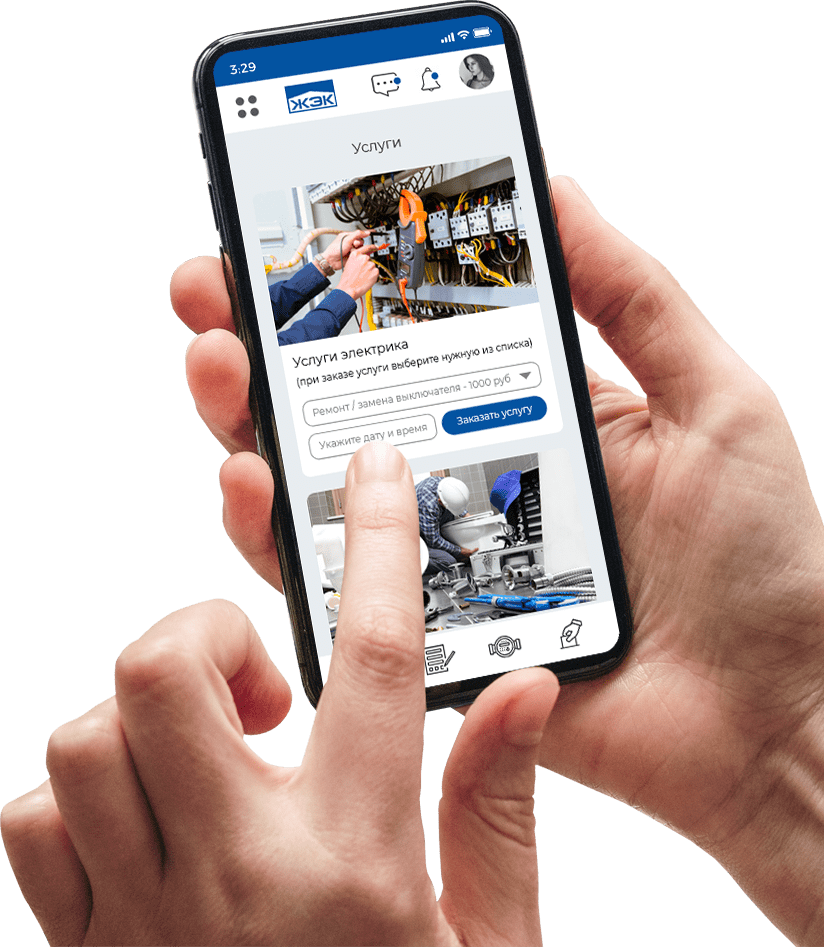 3:29
ЖЭК
Услуги
Услуги электрика
(при заказе услуги выберите нужную из списка)
Ремонт / замена выключателя - 1000 руб
Укажите дату и время
Заказать услугу